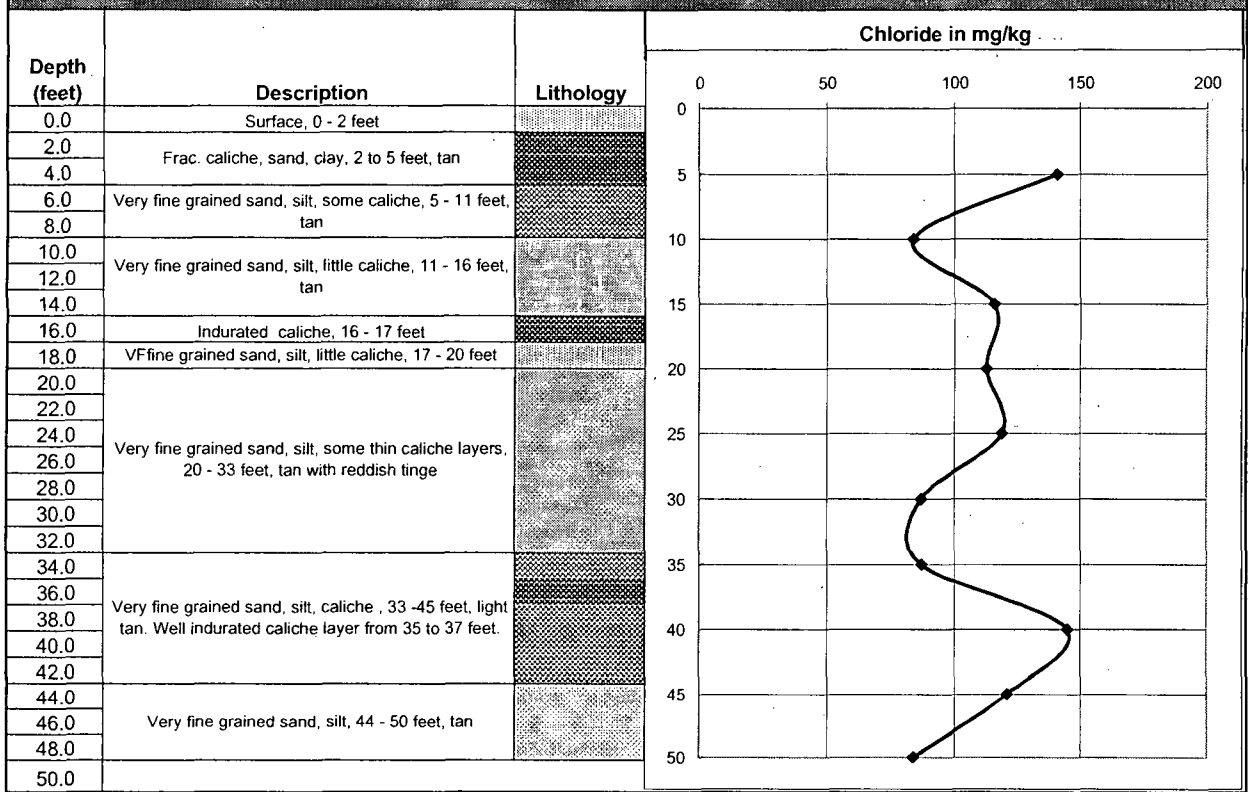 Depth
(feet)
Description
Lithology
0.0
Surface, 0 - 2 feet
2.0
Frac. caliche, sand, clay, 2 to 5 feet, tan
4.0
6.0
Very fine grained sand, silt, some caliche, 5 - 11 feet,
tan
8.0
10.0
Very fine grained sand, silt, little caliche, 11 - 16 feet,
tan
12.0
14.0
16.0
Indurated caliche, 16 - 17 feet
18.0
VFfine grained sand, silt, little caliche, 17 - 20 feet
20.0
22.0
24.0
Very fine grained sand, silt, some thin caliche layers,
20 - 33 feet, tan with reddish tinge
26.0
28.0
30.0
32.0
34.0
36.0
Very fine grained sand, silt, caliche , 33 -45 feet, light
tan. Well indurated caliche layer from 35 to 37 feet.
38.0
40.0
42.0
44.0
46.0
Very fine grained sand, silt, 44 - 50 feet, tan
48.0
50.0
Chloride in mg/kg
0 50 100 150 200
0
5
10
15
20
25
30
35
40
45
50